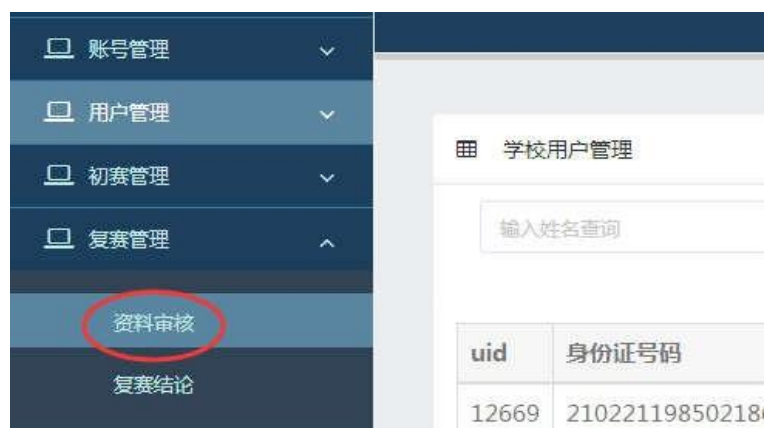 账号管理
用户管理
初赛管理
复赛管理
资料审核
复赛结论
学校用户管理
输入姓名查询
uid 身份证号码
12669 21022119850218